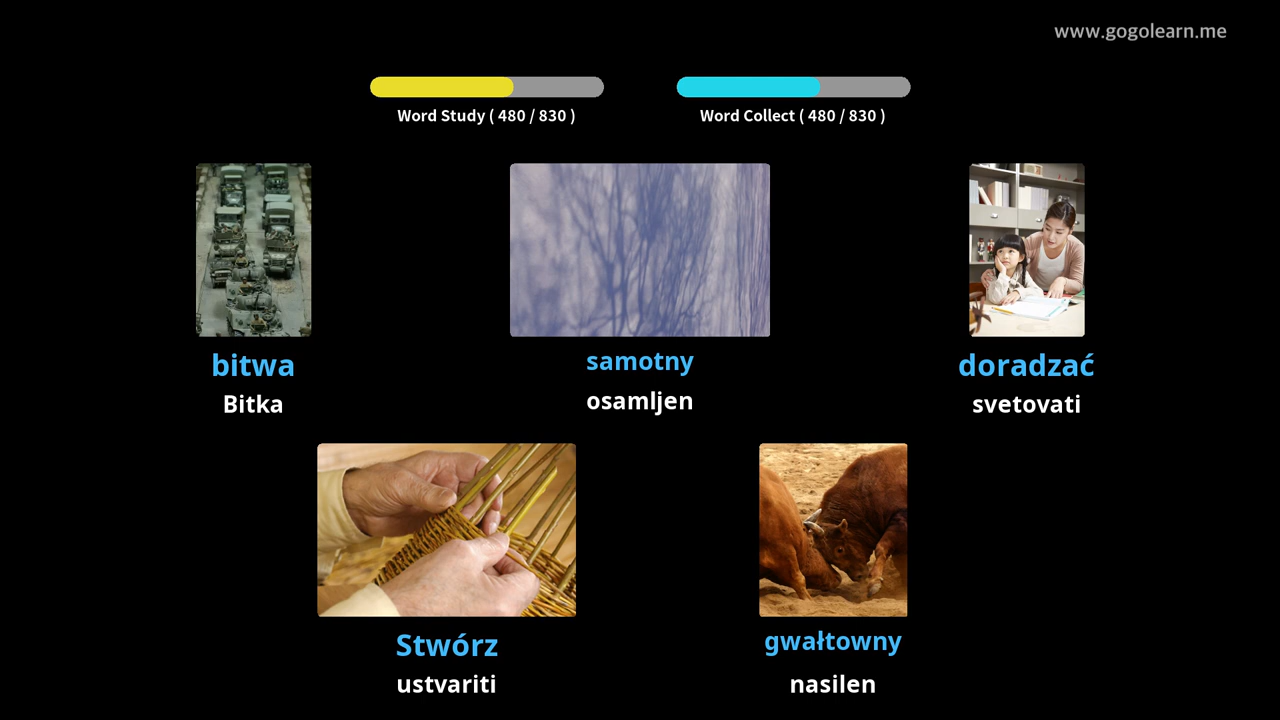 www.gogolearn.me
Word Study ( 480 / 830 )
Word Collect ( 480 / 830 )
bitwa
Bitka
samotny
osamljen
doradzać
svetovati
Stwórz
ustvariti
gwałtowny
nasilen